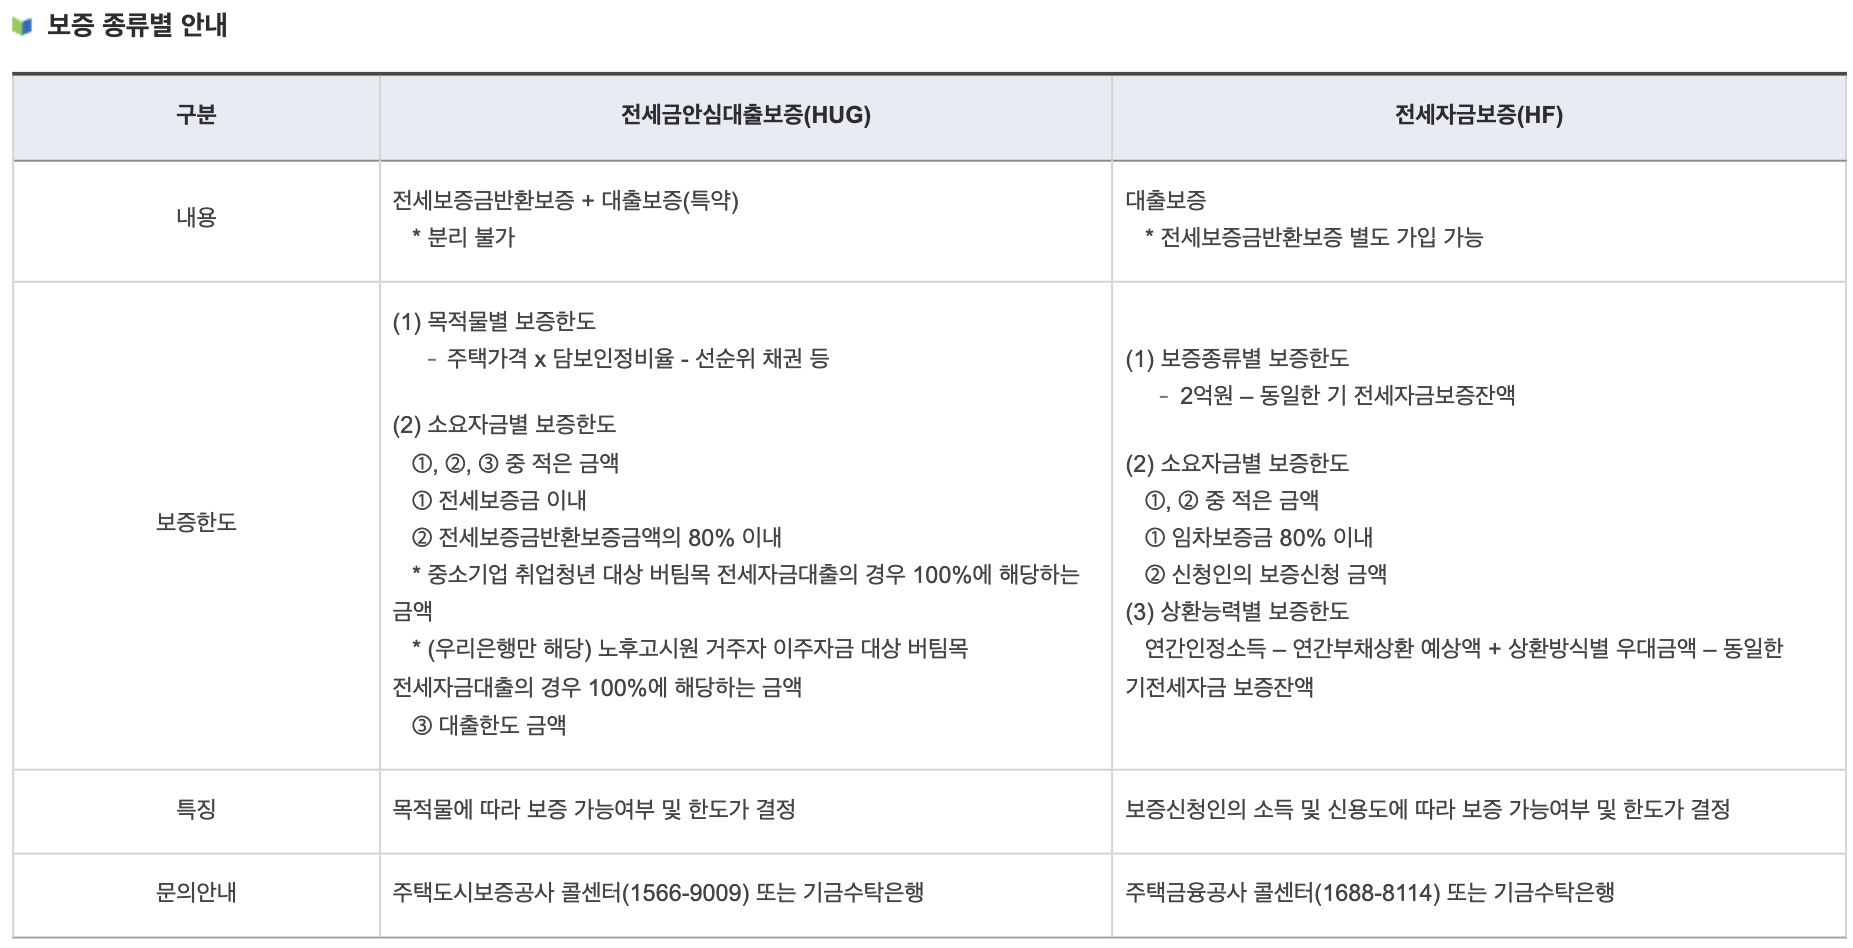 보증 종류별 안내
구분
전세금안심대출보증(HUG)
전세자금보증(HF)
내용
전세보증금반환보증 + 대출보증(특약)
* 분리 불가
대출보증
* 전세보증금반환보증 별도 가입 가능
보증한도
(1) 목적물별 보증한도
- 주택가격 x 담보인정비율 - 선순위 채권 등
(2) 소요자금별 보증한도
①, ②, ③ 중 적은 금액
① 전세보증금 이내
② 전세보증금반환보증금액의 80% 이내
* 중소기업 취업청년 대상 버팀목 전세자금대출의 경우 100%에 해당하는
금액
* (우리은행만 해당) 노후고시원 거주자 이주자금 대상 버팀목
전세자금대출의 경우 100%에 해당하는 금액
③ 대출한도 금액
(1) 보증종류별 보증한도
- 2억원 – 동일한 기 전세자금보증잔액
(2) 소요자금별 보증한도
①, ② 중 적은 금액
① 임차보증금 80% 이내
② 신청인의 보증신청 금액
(3) 상환능력별 보증한도
연간인정소득 – 연간부채상환 예상액 + 상환방식별 우대금액 – 동일한
기전세자금 보증잔액
특징
목적물에 따라 보증 가능여부 및 한도가 결정
보증신청인의 소득 및 신용도에 따라 보증 가능여부 및 한도가 결정
문의안내
주택도시보증공사 콜센터(1566-9009) 또는 기금수탁은행
주택금융공사 콜센터(1688-8114) 또는 기금수탁은행